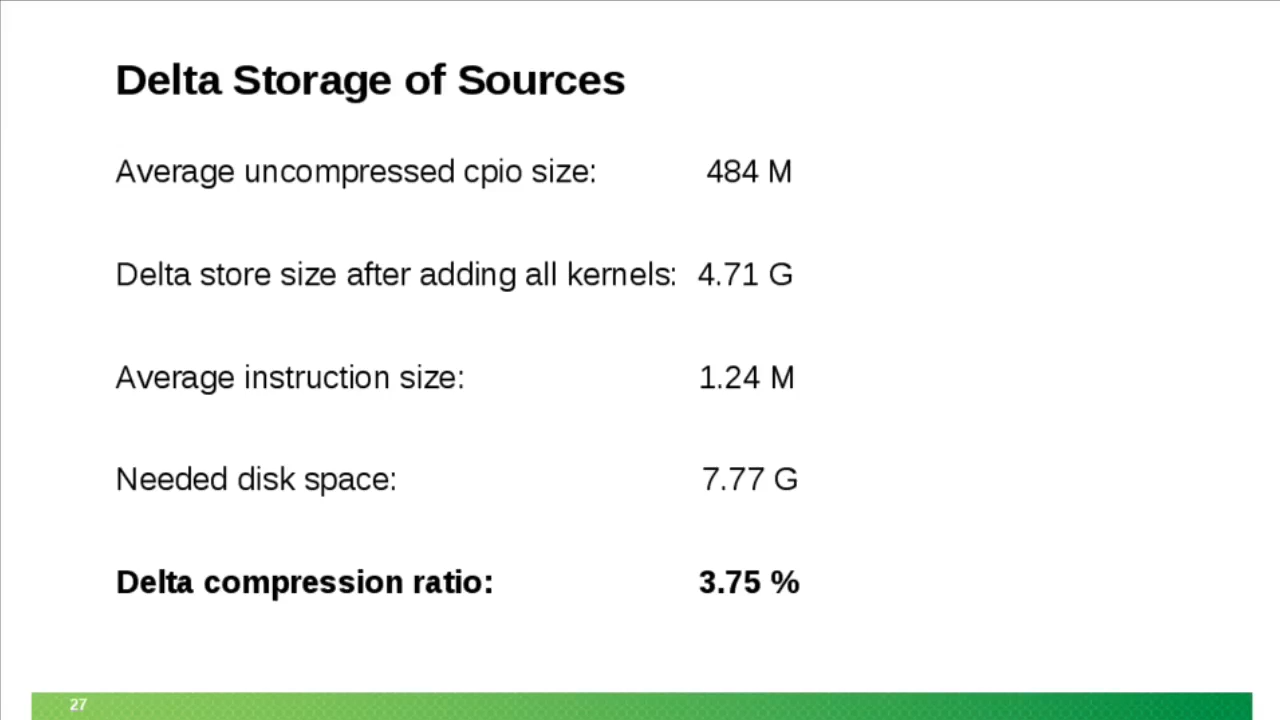 Delta Storage of Sources
Average uncompressed cpio size: 484 M
Delta store size after adding all kernels: 4.71 G
Average instruction size: 1.24 M
Needed disk space: 7.77 G
Delta compression ratio: 3.75 %
27